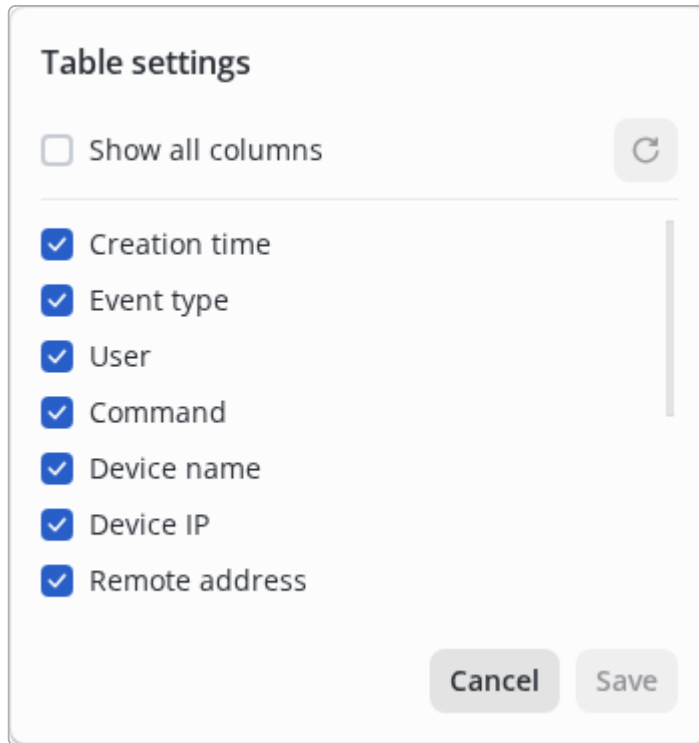 Table settings
Show all columns
Creation time
Event type
User
Command
Device name
Device IP
Remote address
Cancel Save